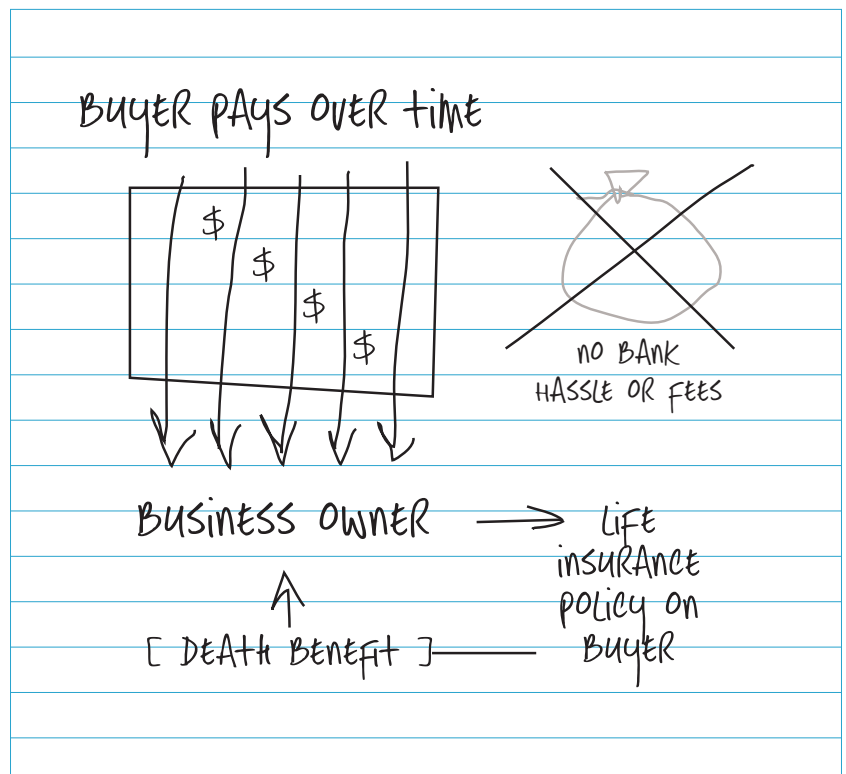 BUYER PAYS OVER time
$
$
$
$
NO BANK
HASSLE OR FEES
BUSINESS OWNER
LIFE
INSURANCE
POLICY ON
BUYER
[ DEATH BENEFIT ]